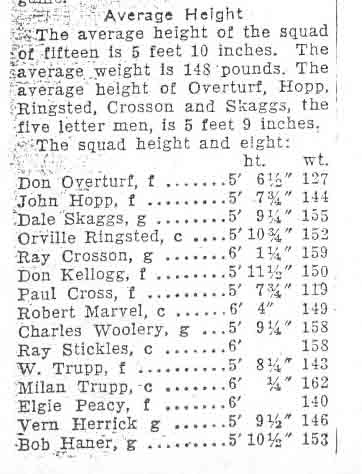 game.
Average Height
The average height of the squad
of fifteen is 5 feet 10 inches. The
average weight is 148 pounds. The
average height of Overturf, Hopp,
Ringsted, Crosson and Skaggs, the
five letter men, is 5 feet 9 inches.
The squad height and eight:
ht. wt.
Don Overturf, f .......5' 6½" 127
John Hopp, f ........5' 7¾" 144
Dale Skaggs, g .......5' 9¼" 155
Orville Ringsted, c ....5' 10¾" 152
Ray Crosson, g .......6' 1¼" 159
Don Kellogg, f .......5' 11½" 150
Paul Cross, f .........5' 7¾" 119
Robert Marvel, c ......6' 4" 149
Charles Woolery, g ...5' 9¼" 158
Ray Stickles, c .......6' 158
W. Trupp, f ..........5' 8¼" 143
Milan Trupp, c .......6' ¾" 162
Elgie Peacy, f ........6' 140
Vern Herrick g .......5' 9½" 146
Bob Haner, g .........5' 10½" 153